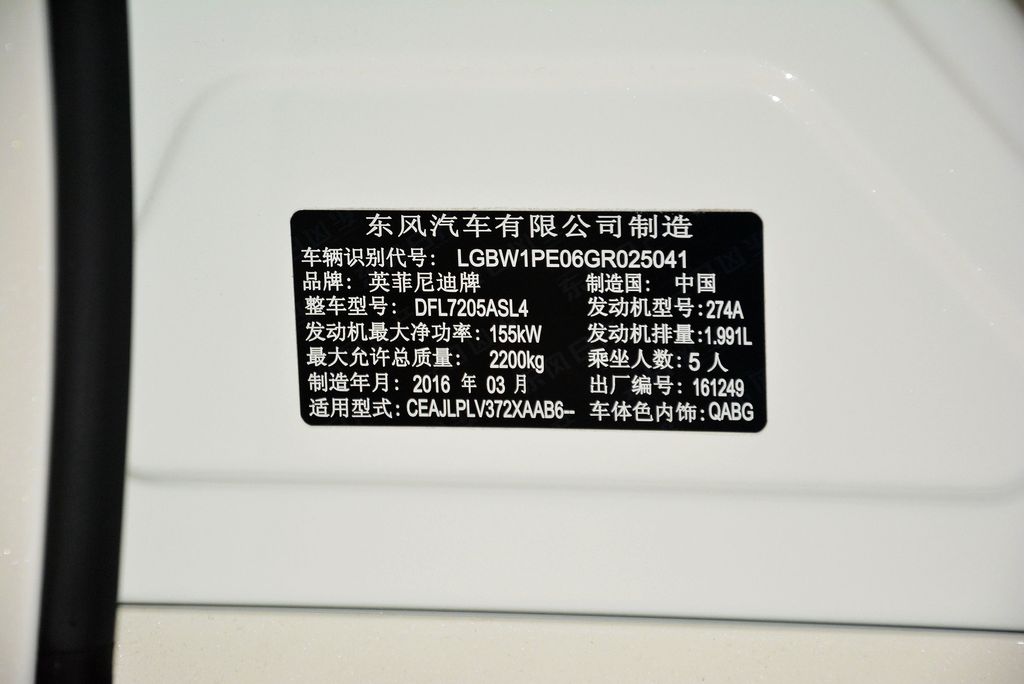 东风汽车有限公司制造
车辆识别代号： LGBW1PE06GR025041
品牌： 英菲尼迪牌 制造国： 中国
整车型号： DFL7205ASL4 发动机型号:274A
发动机最大净功率: 155kW 发动机排量:1.991L
最大允许总质量： 2200kg 乘坐人数: 5 人
制造年月: 2016 年 03 月 出厂编号: 161249
适用型式: CEAJLPLV372XAAB6-- 车体色内饰:QABG